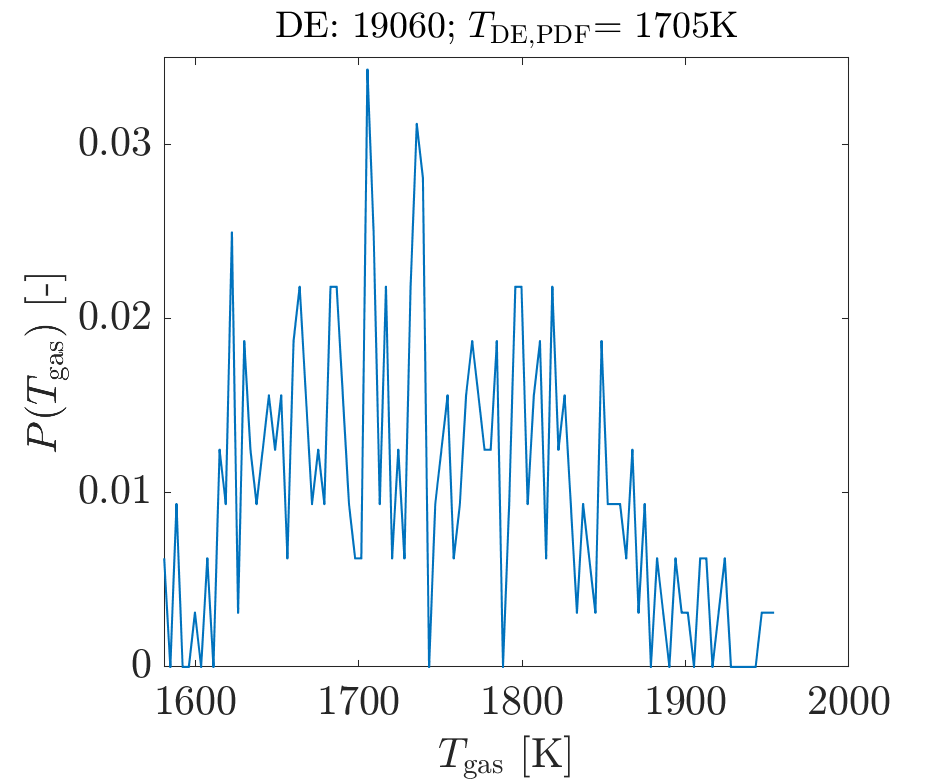 DE: 19060; T_DE,PDF= 1705K
P(T_gas) [-]
0.03
0.02
0.01
0
1600 1700 1800 1900 2000
T_gas [K]